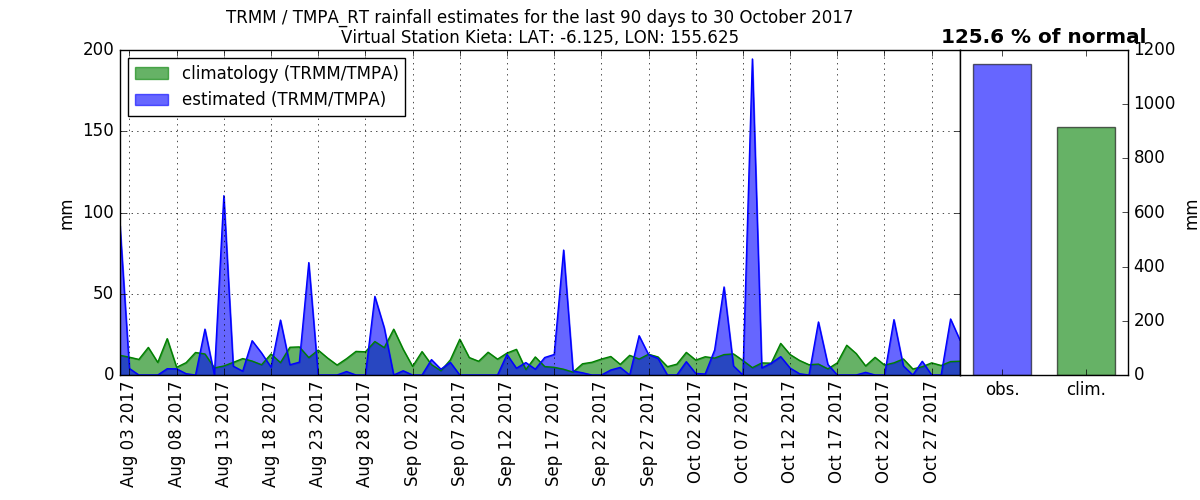 TRMM / TMPA_RT rainfall estimates for the last 90 days to 30 October 2017
Virtual Station Kieta: LAT: -6.125, LON: 155.625
125.6 % of normal
climatology (TRMM/TMPA)
estimated (TRMM/TMPA)
mm
200
150
100
50
0
Aug 03 2017
Aug 08 2017
Aug 13 2017
Aug 18 2017
Aug 23 2017
Aug 28 2017
Sep 02 2017
Sep 07 2017
Sep 12 2017
Sep 17 2017
Sep 22 2017
Sep 27 2017
Oct 02 2017
Oct 07 2017
Oct 12 2017
Oct 17 2017
Oct 22 2017
Oct 27 2017
1200
1000
800
600
400
200
0
mm
obs.
clim.